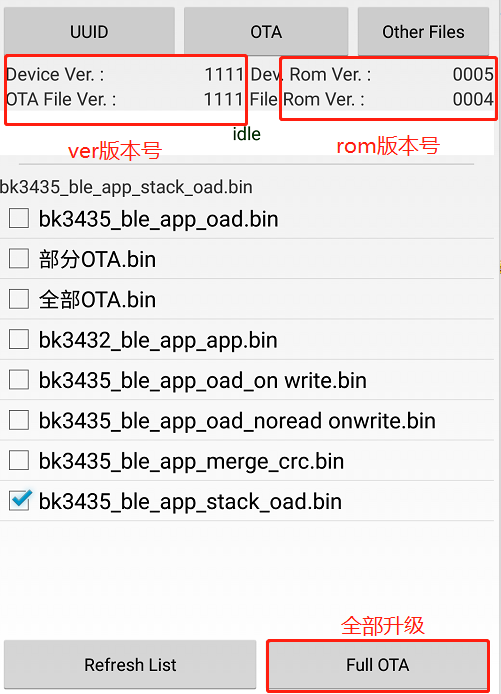 UUID OTA Other Files
Device Ver. : 1111 Dev. Rom Ver. : 0005
OTA File Ver. : 1111 File Rom Ver. : 0004
idle
ver版本号 rom版本号
bk3435_ble_app_stack_oad.bin
bk3435_ble_app_oad.bin
部分OTA.bin
全部OTA.bin
bk3432_ble_app_app.bin
bk3435_ble_app_oad_on write.bin
bk3435_ble_app_oad_noread onwrite.bin
bk3435_ble_app_merge_crc.bin
bk3435_ble_app_stack_oad.bin
全部升级
Refresh List Full OTA